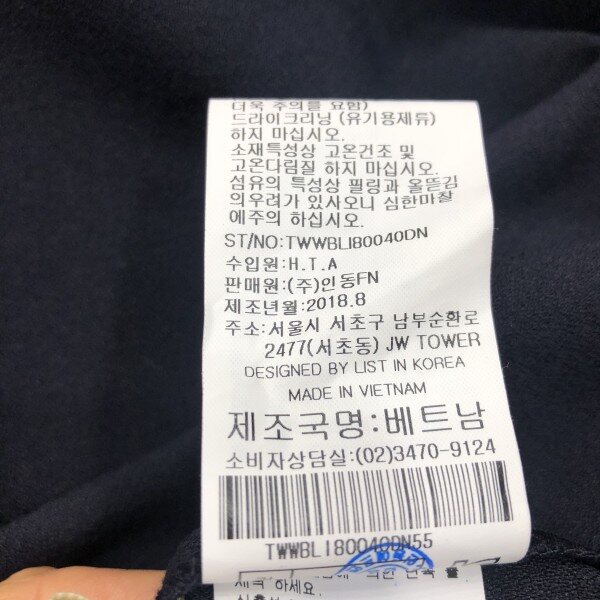 더욱 주의를 요함)
드라이크리닝 (유기용제류)
하지 마십시오.
소재특성상 고온건조 및
고온다림질 하지 마십시오.
섬유의 특성상 필링과 올뜯김
의우려가 있사오니 심한마찰
에주의 하십시오.
ST/NO:TWWBLI80040DN
수입원:H.T.A
판매원:(주)인동FN
제조년월:2018.8
주소:서울시 서초구 남부순환로
2477(서초동) JW TOWER
DESIGNED BY LIST IN KOREA
MADE IN VIETNAM
제조국명:베트남
소비자상담실:(02)3470-9124
TWWBLI80040DN55
하세요.